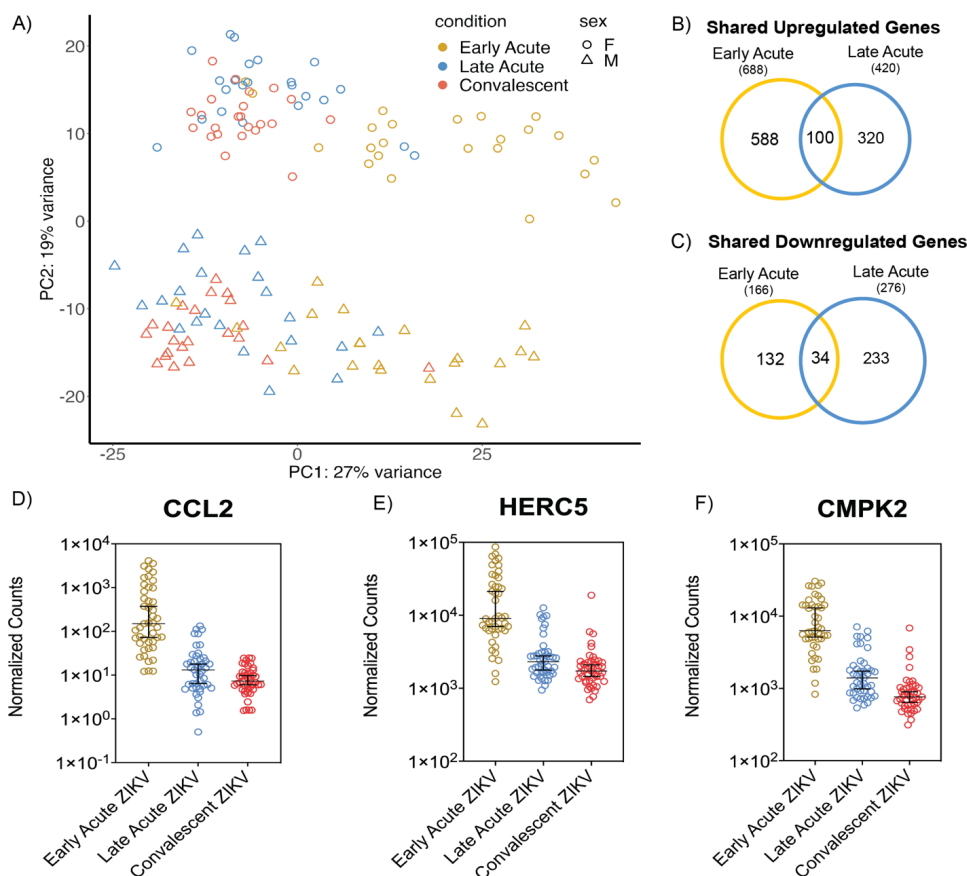 A)
condition
Early Acute
Late Acute
Convalescent
sex
F
M
20
10
0
-10
-20
PC2: 19% variance
-25
0
25
PC1: 27% variance
B)
Shared Upregulated Genes
Early Acute
(688)
Late Acute
(420)
588
100
320
C)
Shared Downregulated Genes
Early Acute
(166)
Late Acute
(276)
132
34
233
D)
CCL2
Normalized Counts
1×10^4
1×10^3
1×10^2
1×10^1
1×10^0
1×10^-1
Early Acute ZIKV
Late Acute ZIKV
Convalescent ZIKV
E)
HERC5
Normalized Counts
1×10^5
1×10^4
1×10^3
1×10^2
Early Acute ZIKV
Late Acute ZIKV
Convalescent ZIKV
F)
CMPK2
Normalized Counts
1×10^5
1×10^4
1×10^3
1×10^2
Early Acute ZIKV
Late Acute ZIKV
Convalescent ZIKV